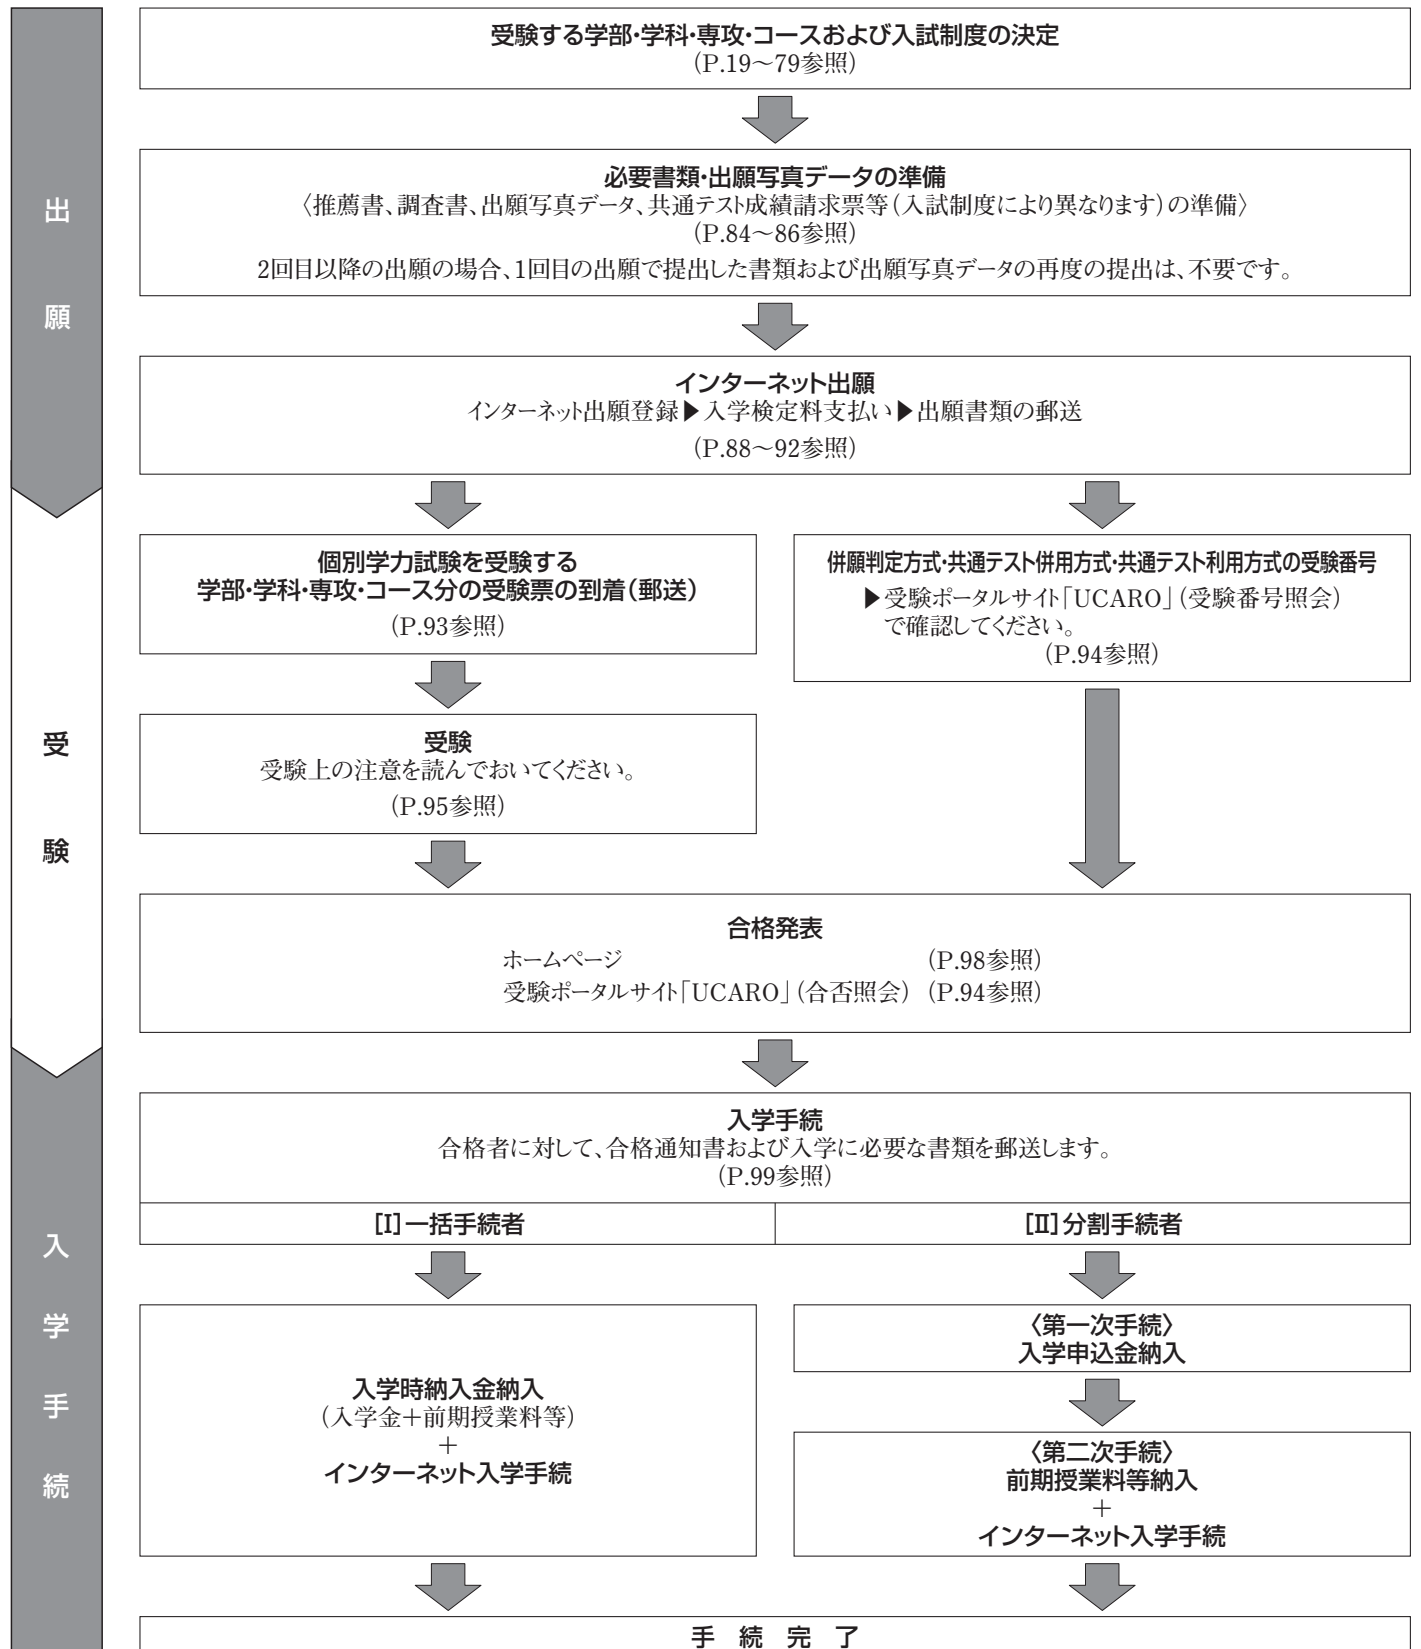 出願
受験する学部・学科・専攻・コースおよび入試制度の決定
(P.19～79参照)
必要書類・出願写真データの準備
〈推薦書、調査書、出願写真データ、共通テスト成績請求票等(入試制度により異なります)の準備〉
(P.84～86参照)
2回目以降の出願の場合、1回目の出願で提出した書類および出願写真データの再度の提出は、不要です。
インターネット出願
インターネット出願登録▶入学検定料支払い▶出願書類の郵送
(P.88～92参照)
受験
個別学力試験を受験する
学部・学科・専攻・コース分の受験票の到着(郵送)
(P.93参照)
併願判定方式・共通テスト併用方式・共通テスト利用方式の受験番号
▶受験ポータルサイト「UCARO」(受験番号照会)
で確認してください。
(P.94参照)
受験
受験上の注意を読んでおいてください。
(P.95参照)
合格発表
ホームページ (P.98参照)
受験ポータルサイト「UCARO」(合否照会) (P.94参照)
入学手続
入学手続
合格者に対して、合格通知書および入学に必要な書類を郵送します。
(P.99参照)
[Ⅰ]一括手続者
[Ⅱ]分割手続者
入学時納入金納入
(入学金＋前期授業料等)
＋
インターネット入学手続
〈第一次手続〉
入学申込金納入
〈第二次手続〉
前期授業料等納入
＋
インターネット入学手続
手 続 完 了